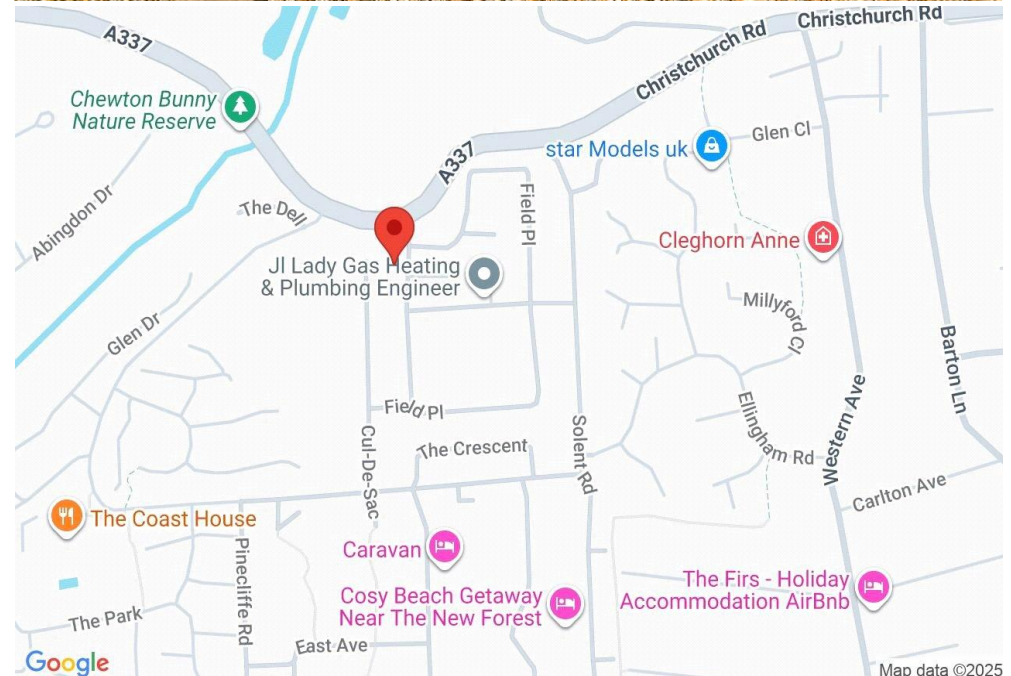 Christchurch Rd
A337
Christchurch Rd
Chewton Bunny
Nature Reserve
Glen Cl
star Models uk
A337
Abingdon Dr
The Dell
Field Pl
Cleghorn Anne
Jl Lady Gas Heating
& Plumbing Engineer
Millyford Cl
Glen Dr
Barton Ln
Field Pl
Ellingham Rd
Western Ave
Cul-De-Sac
The Crescent
Solent Rd
Carlton Ave
The Coast House
Caravan
Pinecliffe Rd
The Firs - Holiday
Accommodation AirBnb
Cosy Beach Getaway
Near The New Forest
The Park
East Ave
Google
Map data ©2025